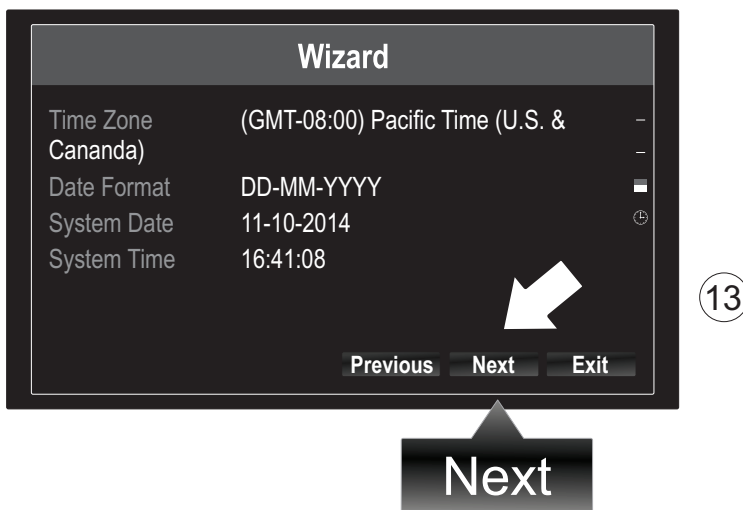 Wizard
Time Zone (GMT-08:00) Pacific Time (U.S. &
Cananda)
Date Format DD-MM-YYYY
System Date 11-10-2014
System Time 16:41:08
Previous Next Exit
13
Next